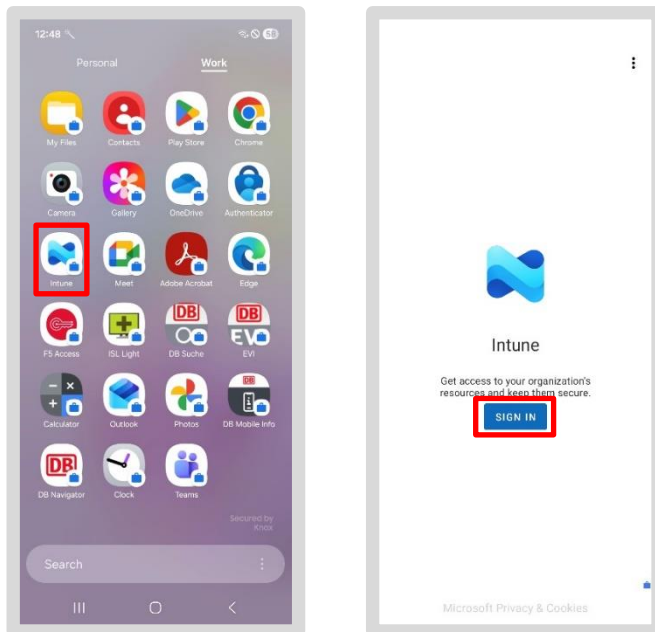 12:48
Personal
Work
My Files
Contacts
Play Store
Chrome
Camera
Gallery
OneDrive
Authenticator
Intune
Meet
Adobe Acrobat
Edge
DB
DB
EV
F5 Access
ISL Light
DB Suche
EVI
DB
Calculator
Outlook
Photos
DB Mobile Info
DB
DB Navigator
Clock
Teams
Secured by
Knox
Search
Intune
Get access to your organization's
resources and keep them secure.
SIGN IN
Microsoft Privacy & Cookies